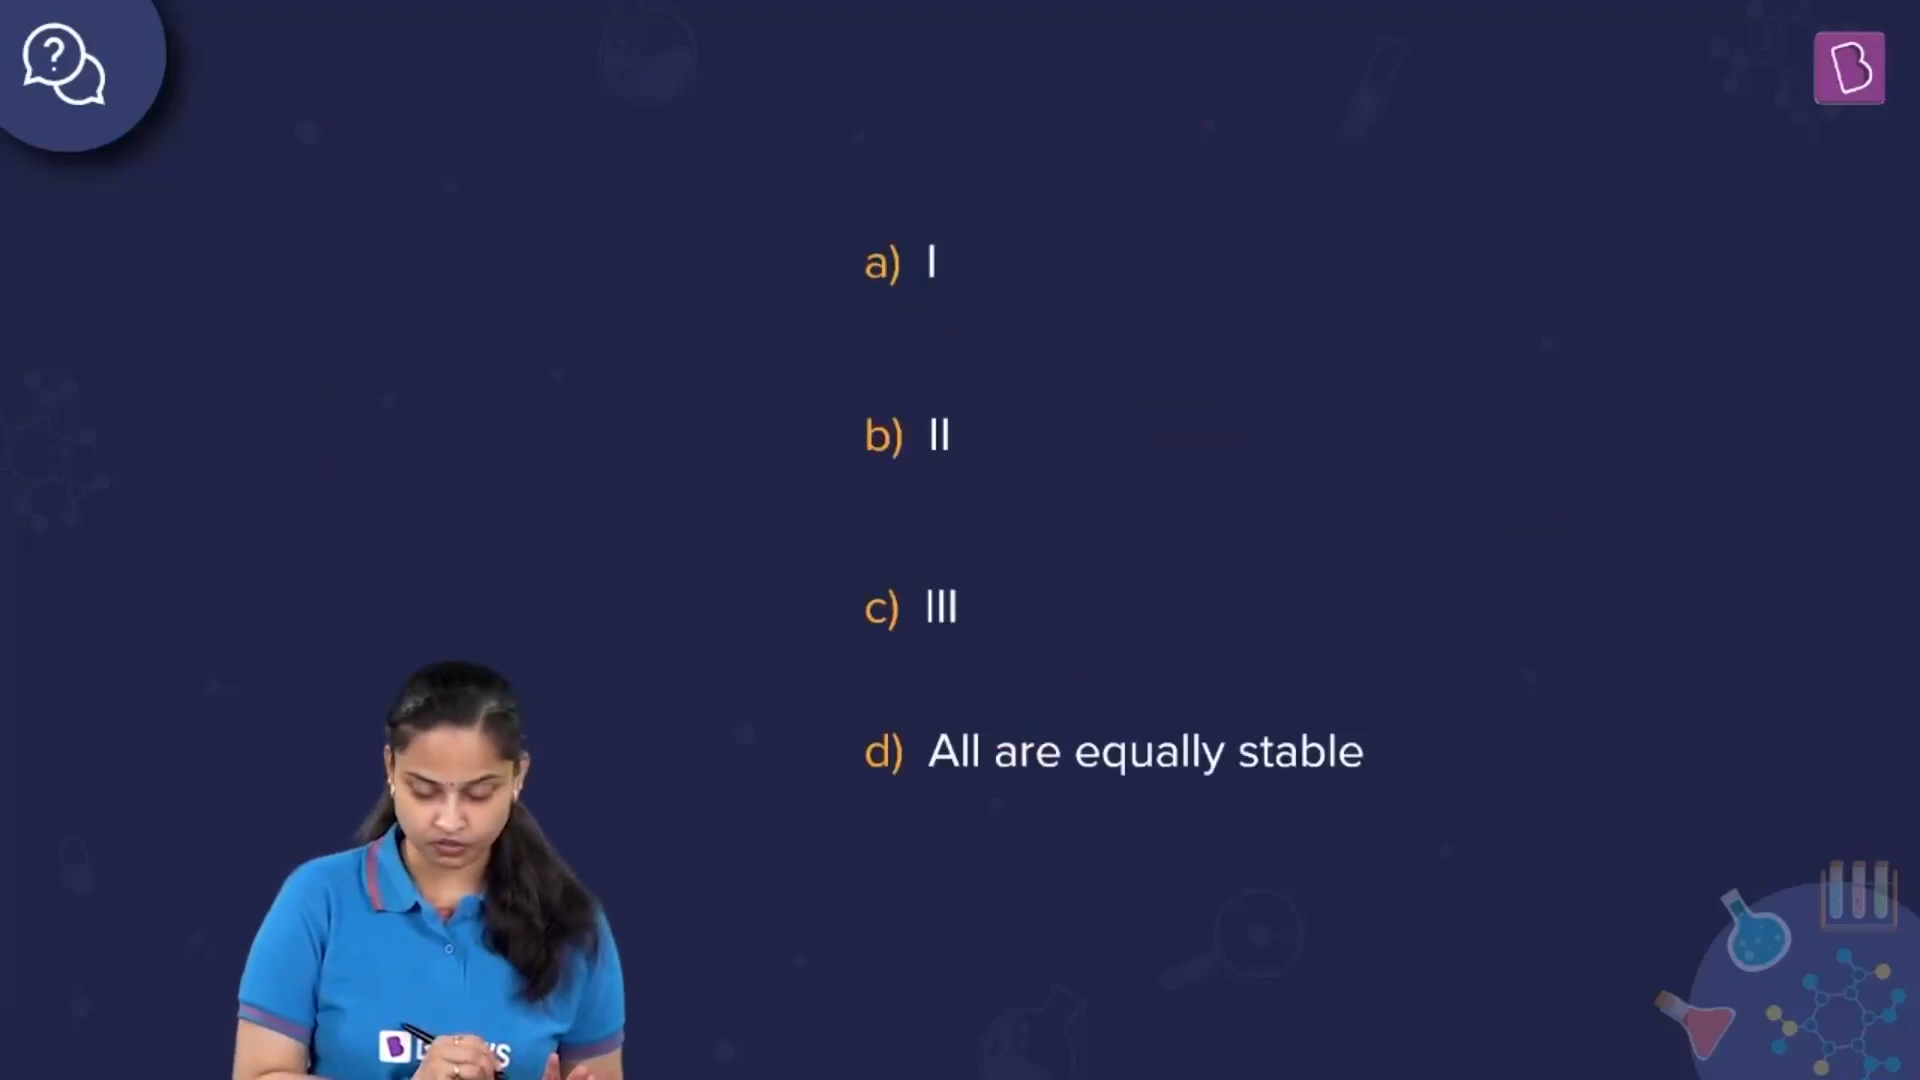 ?
B
a) I
b) II
c) III
d) All are equally stable
B